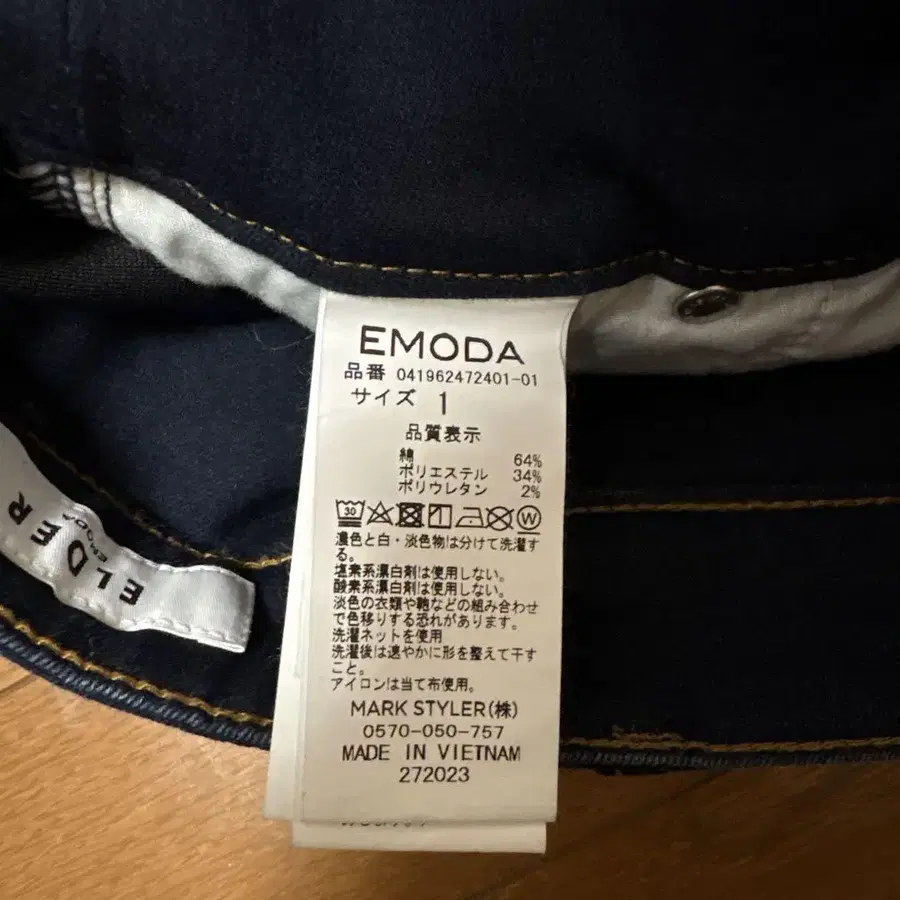 EMODA
品番 041962472401-01
サイズ 1
品質表示
綿 64%
ポリエステル 34%
ポリウレタン 2%
30
W
濃色と白・淡色物は分けて洗濯す
る。
塩素系漂白剤は使用しない。
酸素系漂白剤は使用しない。
淡色の衣類や鞄などの組み合わせ
で色移りする恐れがあります。
洗濯ネットを使用
洗濯後は速やかに形を整えて干す
こと。
アイロンは当て布使用。
MARK STYLER(株)
0570-050-757
MADE IN VIETNAM
272023
ELDER
EMODA